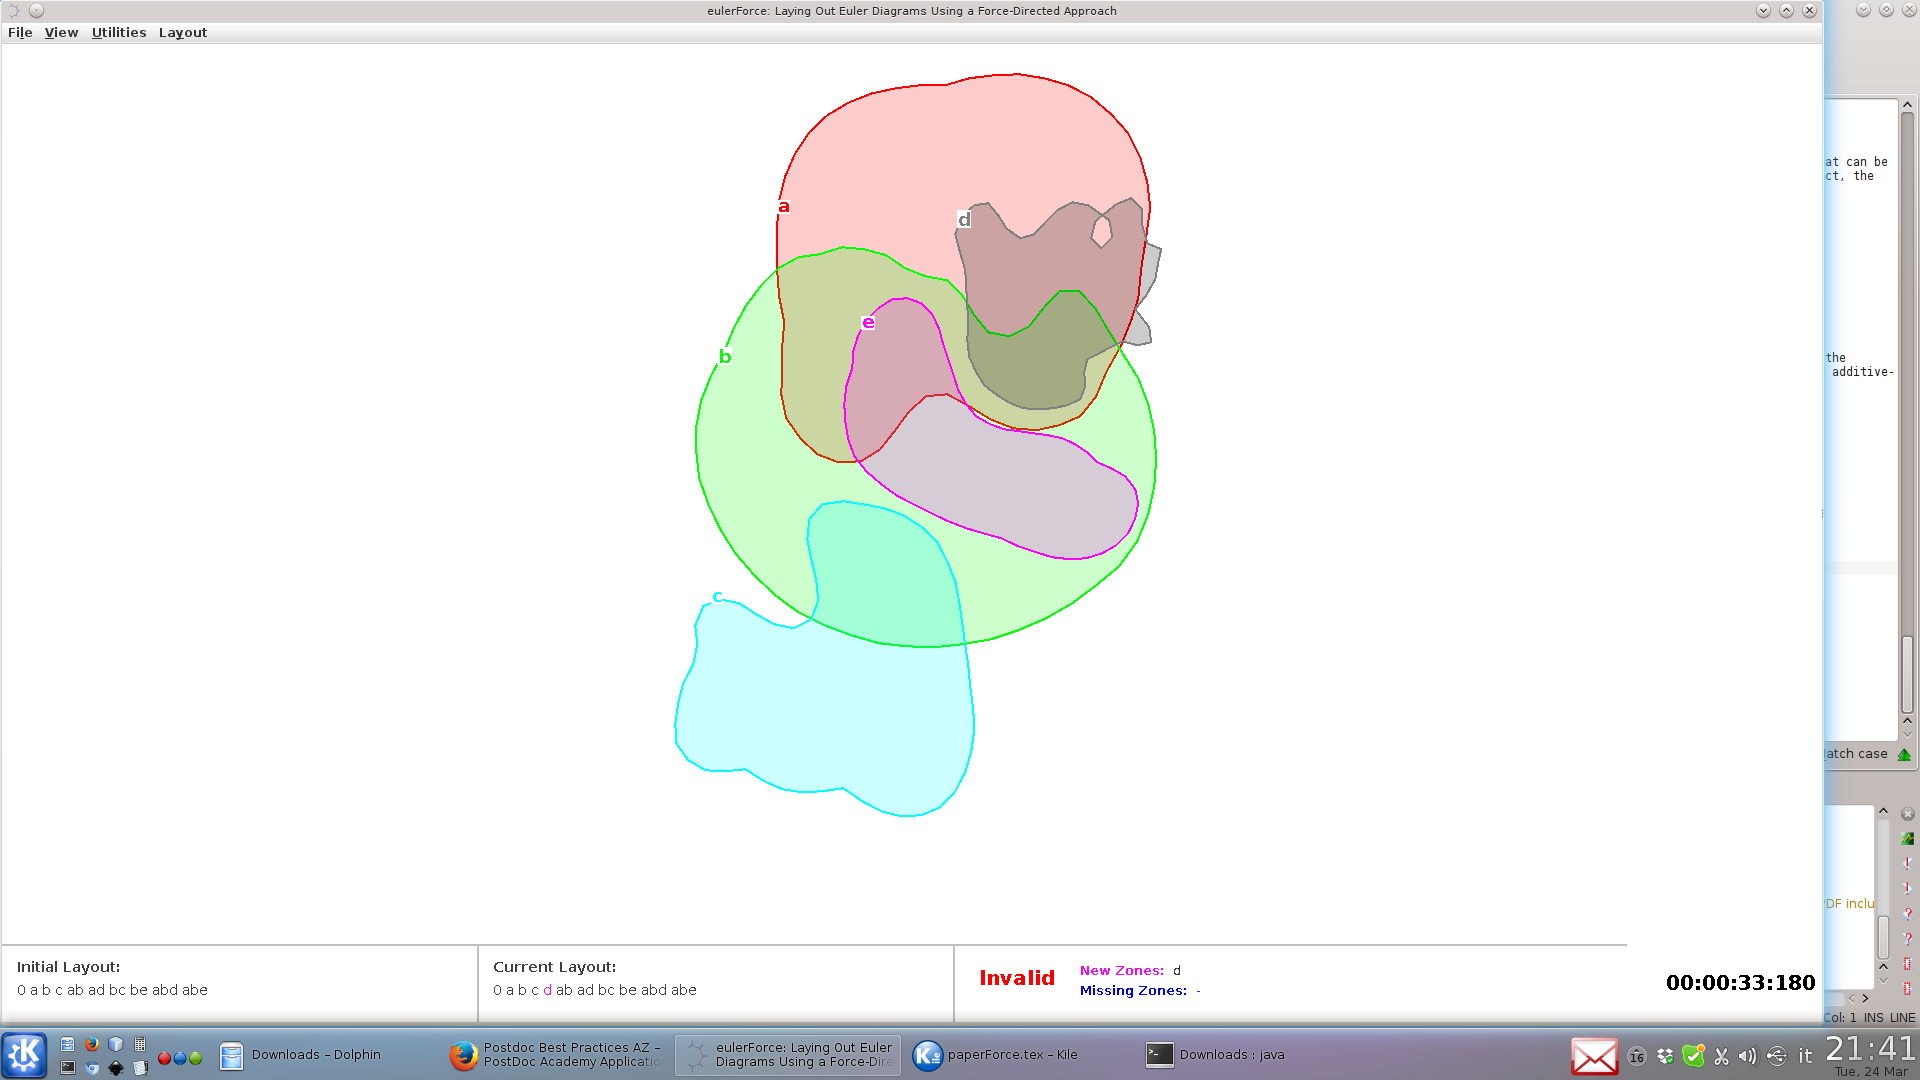 eulerForce: Laying Out Euler Diagrams Using a Force-Directed Approach
File View Utilities Layout
at can be
ct, the
a
d
e
b
the
additive-
c
atch case
DF inclu
Initial Layout:
0 a b c ab ad bc be abd abe
Current Layout:
0 a b c d ab ad bc be abd abe
Invalid
New Zones: d
Missing Zones: -
00:00:33:180
Col: 1 INS LINE
Downloads – Dolphin
Postdoc Best Practices AZ –
PostDoc Academy Applicatio
eulerForce: Laying Out Euler
Diagrams Using a Force-Dire
paperForce.tex – Kile
Downloads : java
16
it
21:41
Tue, 24 Mar